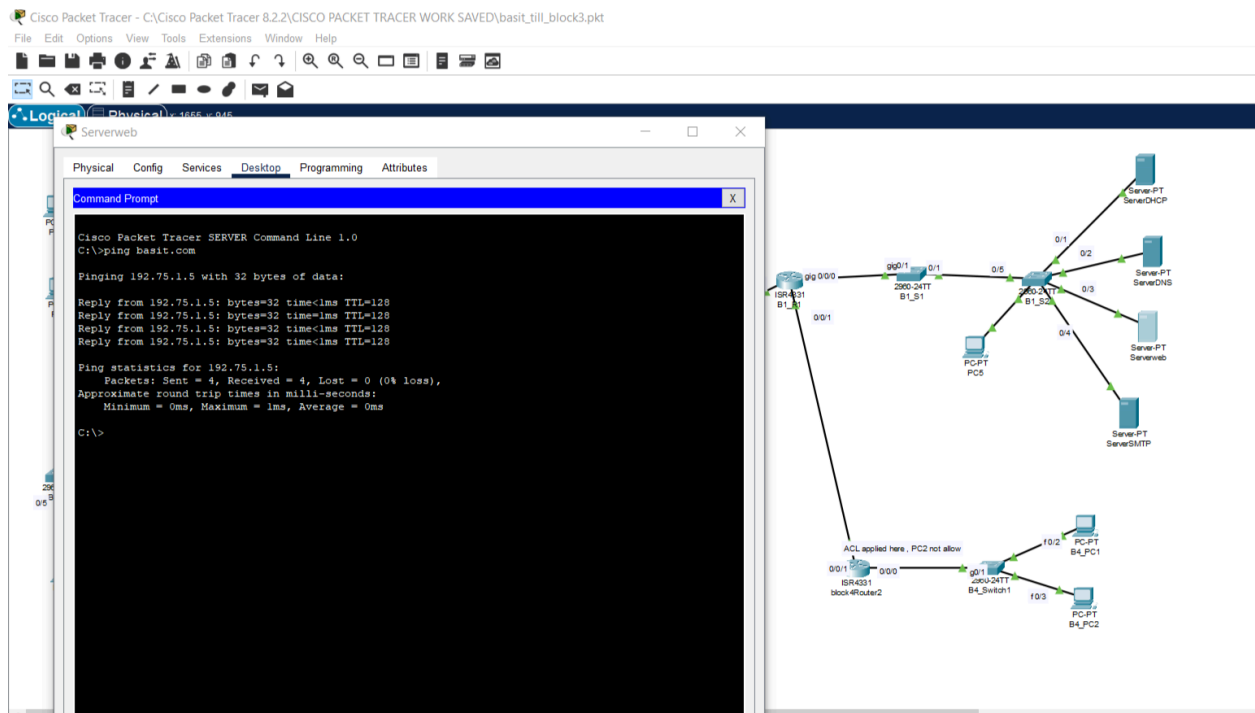 Cisco Packet Tracer - C:\Cisco Packet Tracer 8.2.2\CISCO PACKET TRACER WORK SAVED\basit_till_block3.pkt
File Edit Options View Tools Extensions Window Help
Logical Physical x: 1655 y: 945
Serverweb
Physical Config Services Desktop Programming Attributes
Command Prompt X
Cisco Packet Tracer SERVER Command Line 1.0
C:\>ping basit.com
Pinging 192.75.1.5 with 32 bytes of data:
Reply from 192.75.1.5: bytes=32 time<1ms TTL=128
Reply from 192.75.1.5: bytes=32 time=1ms TTL=128
Reply from 192.75.1.5: bytes=32 time<1ms TTL=128
Reply from 192.75.1.5: bytes=32 time<1ms TTL=128
Ping statistics for 192.75.1.5:
Packets: Sent = 4, Received = 4, Lost = 0 (0% loss),
Approximate round trip times in milli-seconds:
Minimum = 0ms, Maximum = 1ms, Average = 0ms
C:\>
0/5
Server-PT
ServerDHCP
0/1
0/2
Server-PT
ServerDNS
gig 0/0/0
gig0/1
0/1
0/5
ISR4331
B1_R1
2960-24TT
B1_S1
2960-24TT
B1_S2
0/3
0/0/1
0/4
Server-PT
Serverweb
PC-PT
PC5
Server-PT
ServerSMTP
ACL applied here , PC2 not allow
f 0/2
PC-PT
B4_PC1
0/0/1
0/0/0
g0/1
ISR4331
block4Router2
2960-24TT
B4_Switch1
f 0/3
PC-PT
B4_PC2